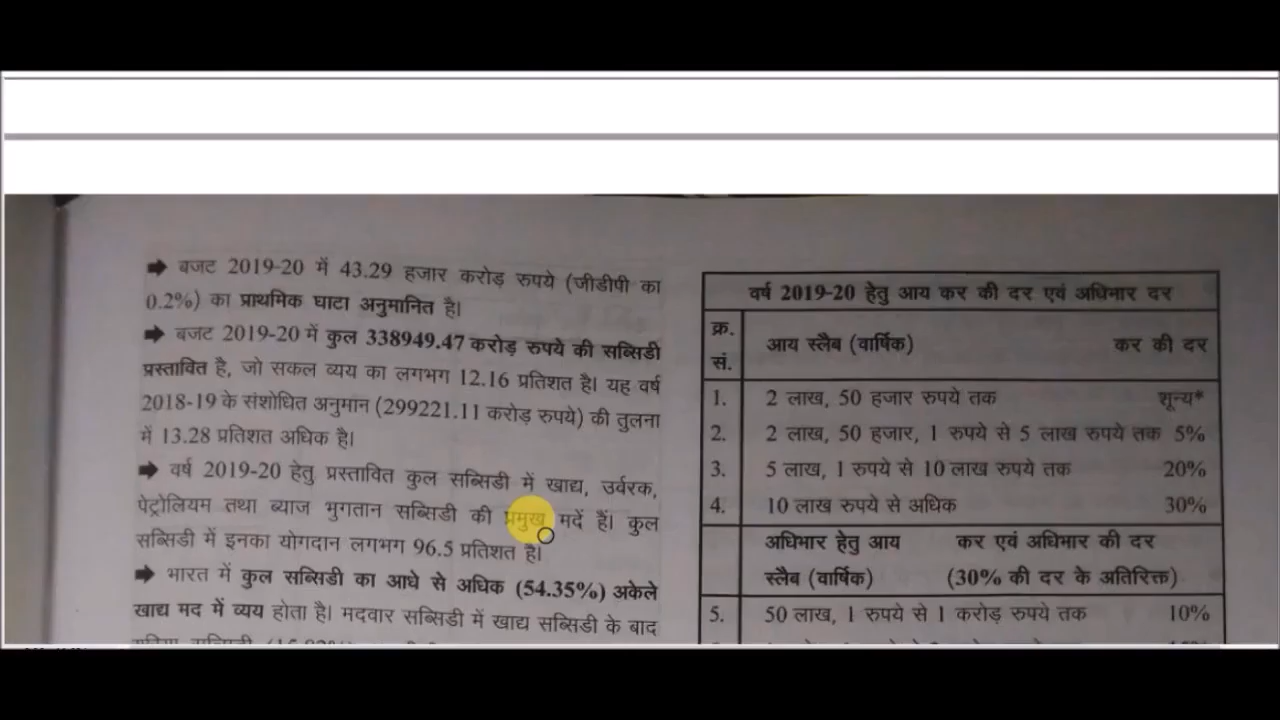 ➡ बजट 2019-20 में 43.29 हजार करोड़ रुपये (जीडीपी का
0.2%) का प्राथमिक घाटा अनुमानित है।
➡ बजट 2019-20 में कुल 338949.47 करोड़ रुपये की सब्सिडी
प्रस्तावित है, जो सकल व्यय का लगभग 12.16 प्रतिशत है। यह वर्ष
2018-19 के संशोधित अनुमान (299221.11 करोड़ रुपये) की तुलना
में 13.28 प्रतिशत अधिक है।
➡ वर्ष 2019-20 हेतु प्रस्तावित कुल सब्सिडी में खाद्य, उर्वरक,
पेट्रोलियम तथा ब्याज भुगतान सब्सिडी की प्रमुख मदें हैं। कुल
सब्सिडी में इनका योगदान लगभग 96.5 प्रतिशत है।
➡ भारत में कुल सब्सिडी का आधे से अधिक (54.35%) अकेले
खाद्य मद में व्यय होता है। मदवार सब्सिडी में खाद्य सब्सिडी के बाद
वर्ष 2019-20 हेतु आय कर की दर एवं अधिभार दर
क्र. सं. आय स्लैब (वार्षिक) कर की दर
1. 2 लाख, 50 हजार रुपये तक शून्य*
2. 2 लाख, 50 हजार, 1 रुपये से 5 लाख रुपये तक 5%
3. 5 लाख, 1 रुपये से 10 लाख रुपये तक 20%
4. 10 लाख रुपये से अधिक 30%
अधिभार हेतु आय कर एवं अधिभार की दर
स्लैब (वार्षिक) (30% की दर के अतिरिक्त)
5. 50 लाख, 1 रुपये से 1 करोड़ रुपये तक 10%